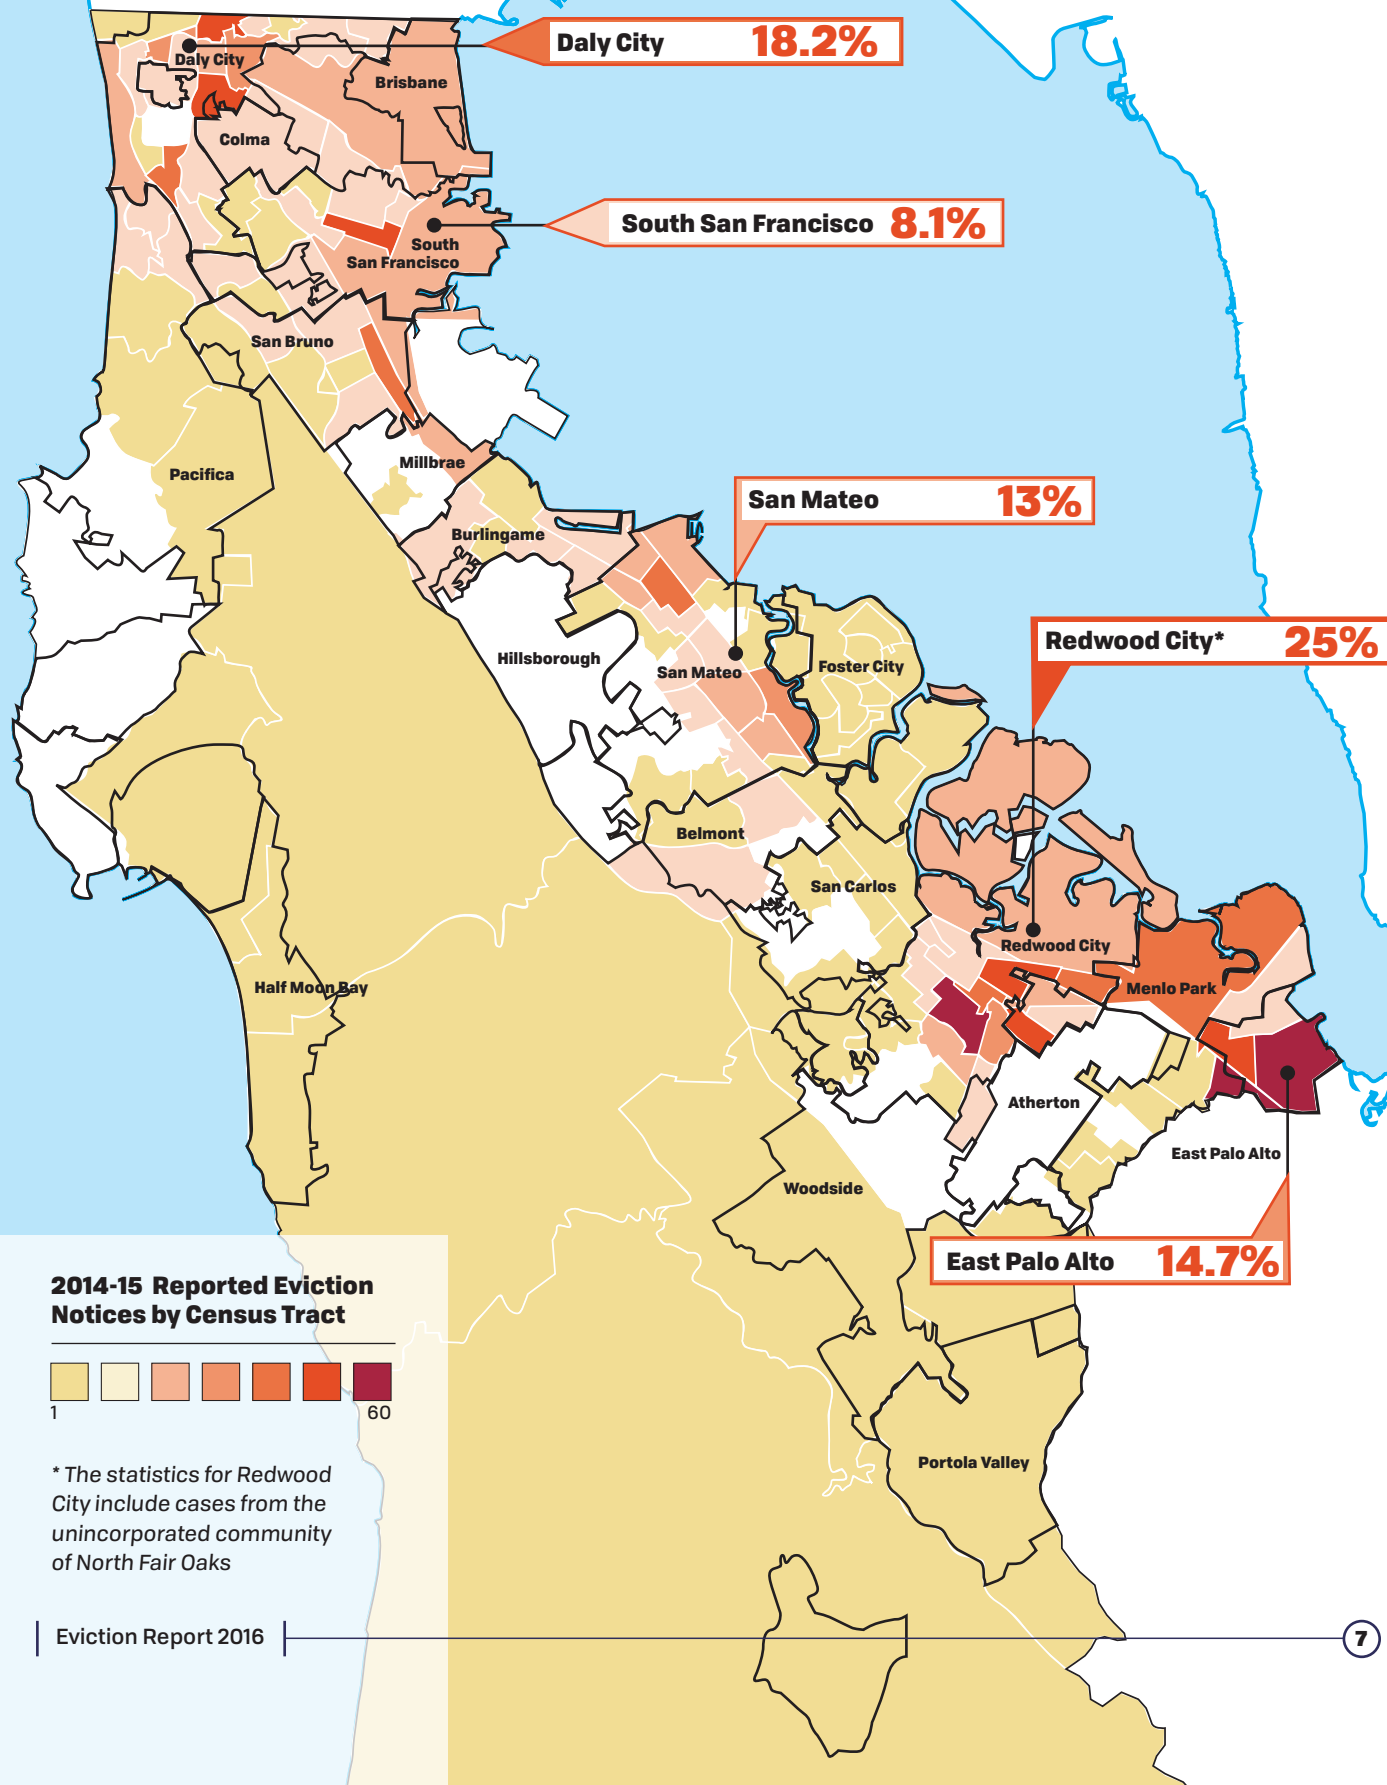 Daly City 18.2%
Daly City
Brisbane
Colma
South San Francisco 8.1%
South
San Francisco
San Bruno
Millbrae
Pacifica
San Mateo 13%
Burlingame
Redwood City* 25%
Hillsborough
San Mateo
Foster City
Belmont
San Carlos
Redwood City
Half Moon Bay
Menlo Park
Atherton
East Palo Alto
Woodside
East Palo Alto 14.7%
2014-15 Reported Eviction
Notices by Census Tract
1 60
Portola Valley
* The statistics for Redwood
City include cases from the
unincorporated community
of North Fair Oaks
Eviction Report 2016
7